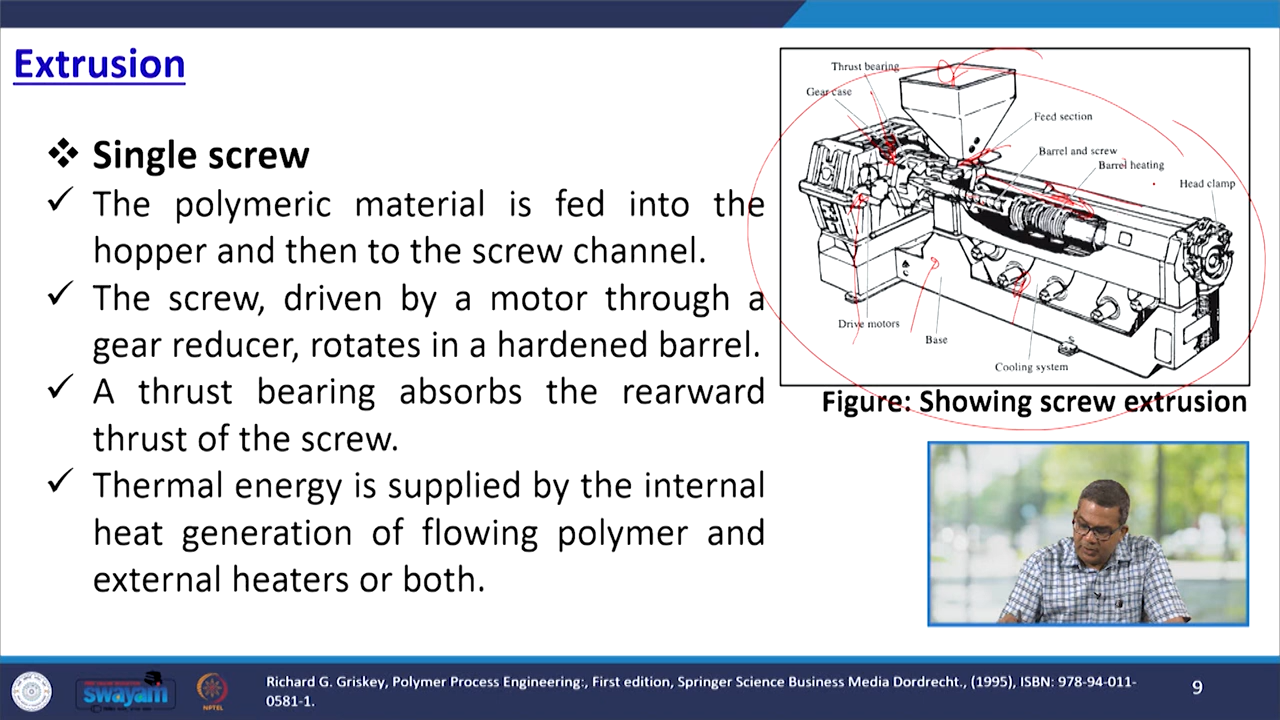 Extrusion
❖ Single screw
✓ The polymeric material is fed into the
hopper and then to the screw channel.
✓ The screw, driven by a motor through a
gear reducer, rotates in a hardened barrel.
✓ A thrust bearing absorbs the rearward
thrust of the screw.
✓ Thermal energy is supplied by the internal
heat generation of flowing polymer and
external heaters or both.
Thrust bearing
Gear case
Feed section
Barrel and screw
Barrel heating
Head clamp
Drive motors
Base
Cooling system
Figure: Showing screw extrusion
swayam
NPTEL
Richard G. Griskey, Polymer Process Engineering:, First edition, Springer Science Business Media Dordrecht., (1995), ISBN: 978-94-011-
0581-1.
9